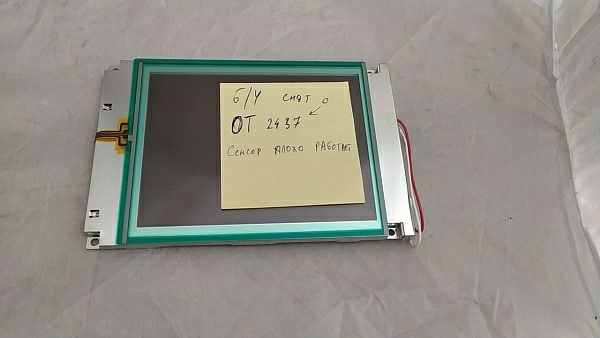 Б/У СНЯТ С
ОТ 2437
СЕНСОР ПЛОХО РАБОТАЕТ